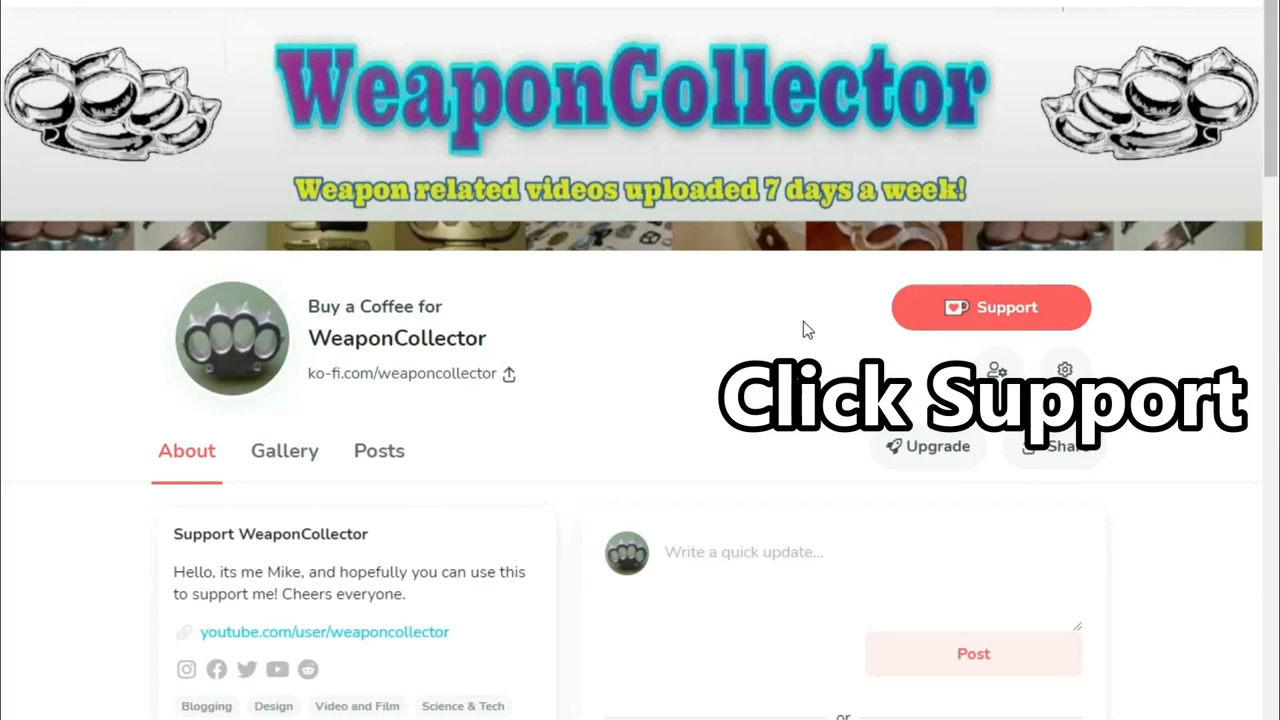 WeaponCollector
Weapon related videos uploaded 7 days a week!
Buy a Coffee for
WeaponCollector
ko-fi.com/weaponcollector
Support
Click Support
About
Gallery
Posts
Upgrade
Share
Support WeaponCollector
Hello, its me Mike, and hopefully you can use this
to support me! Cheers everyone.
youtube.com/user/weaponcollector
Blogging
Design
Video and Film
Science & Tech
Write a quick update...
Post
or